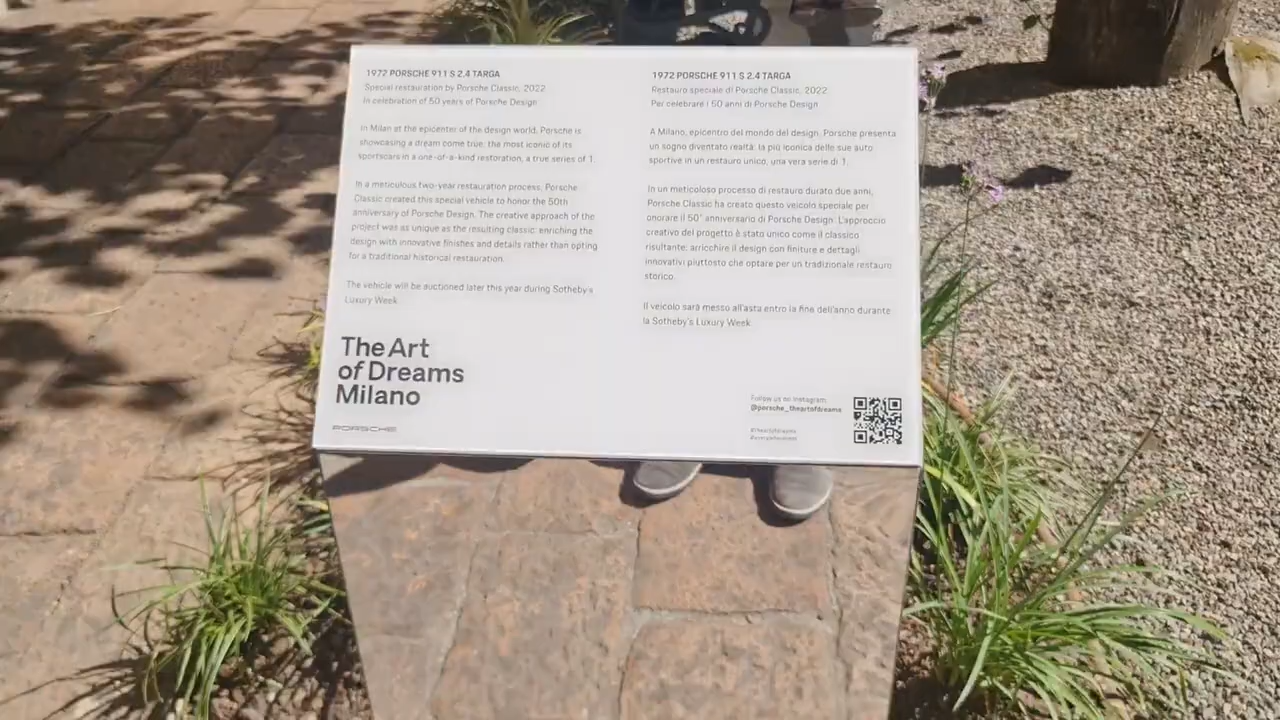 1972 PORSCHE 911 S 2.4 TARGA
Special restoration by Porsche Classic, 2022
In celebration of 50 years of Porsche Design
In Milan at the epicenter of the design world, Porsche is
showcasing a dream come true: the most iconic of its
sportscars in a one-of-a-kind restoration, a true series of 1.
In a meticulous two-year restauration process, Porsche
Classic created this special vehicle to honor the 50th
anniversary of Porsche Design. The creative approach of the
project was as unique as the resulting classic: enriching the
design with innovative finishes and details rather than opting
for a traditional historical restauration.
The vehicle will be auctioned later this year during Sotheby's
Luxury Week.
The Art
of Dreams
Milano
PORSCHE
1972 PORSCHE 911 S 2.4 TARGA
Restauro speciale di Porsche Classic, 2022
Per celebrare i 50 anni di Porsche Design
A Milano, epicentro del mondo del design, Porsche presenta
un sogno diventato realtà: la più iconica delle sue auto
sportive in un restauro unico, una vera serie di 1.
In un meticoloso processo di restauro durato due anni,
Porsche Classic ha creato questo veicolo speciale per
onorare il 50° anniversario di Porsche Design. L'approccio
creativo del progetto è stato unico come il classico
risultante: arricchire il design con finiture e dettagli
innovativi piuttosto che optare per un tradizionale restauro
storico.
Il veicolo sarà messo all'asta entro la fine dell'anno durante
la Sotheby's Luxury Week.
Follow us on Instagram
@porsche_theartofdreams